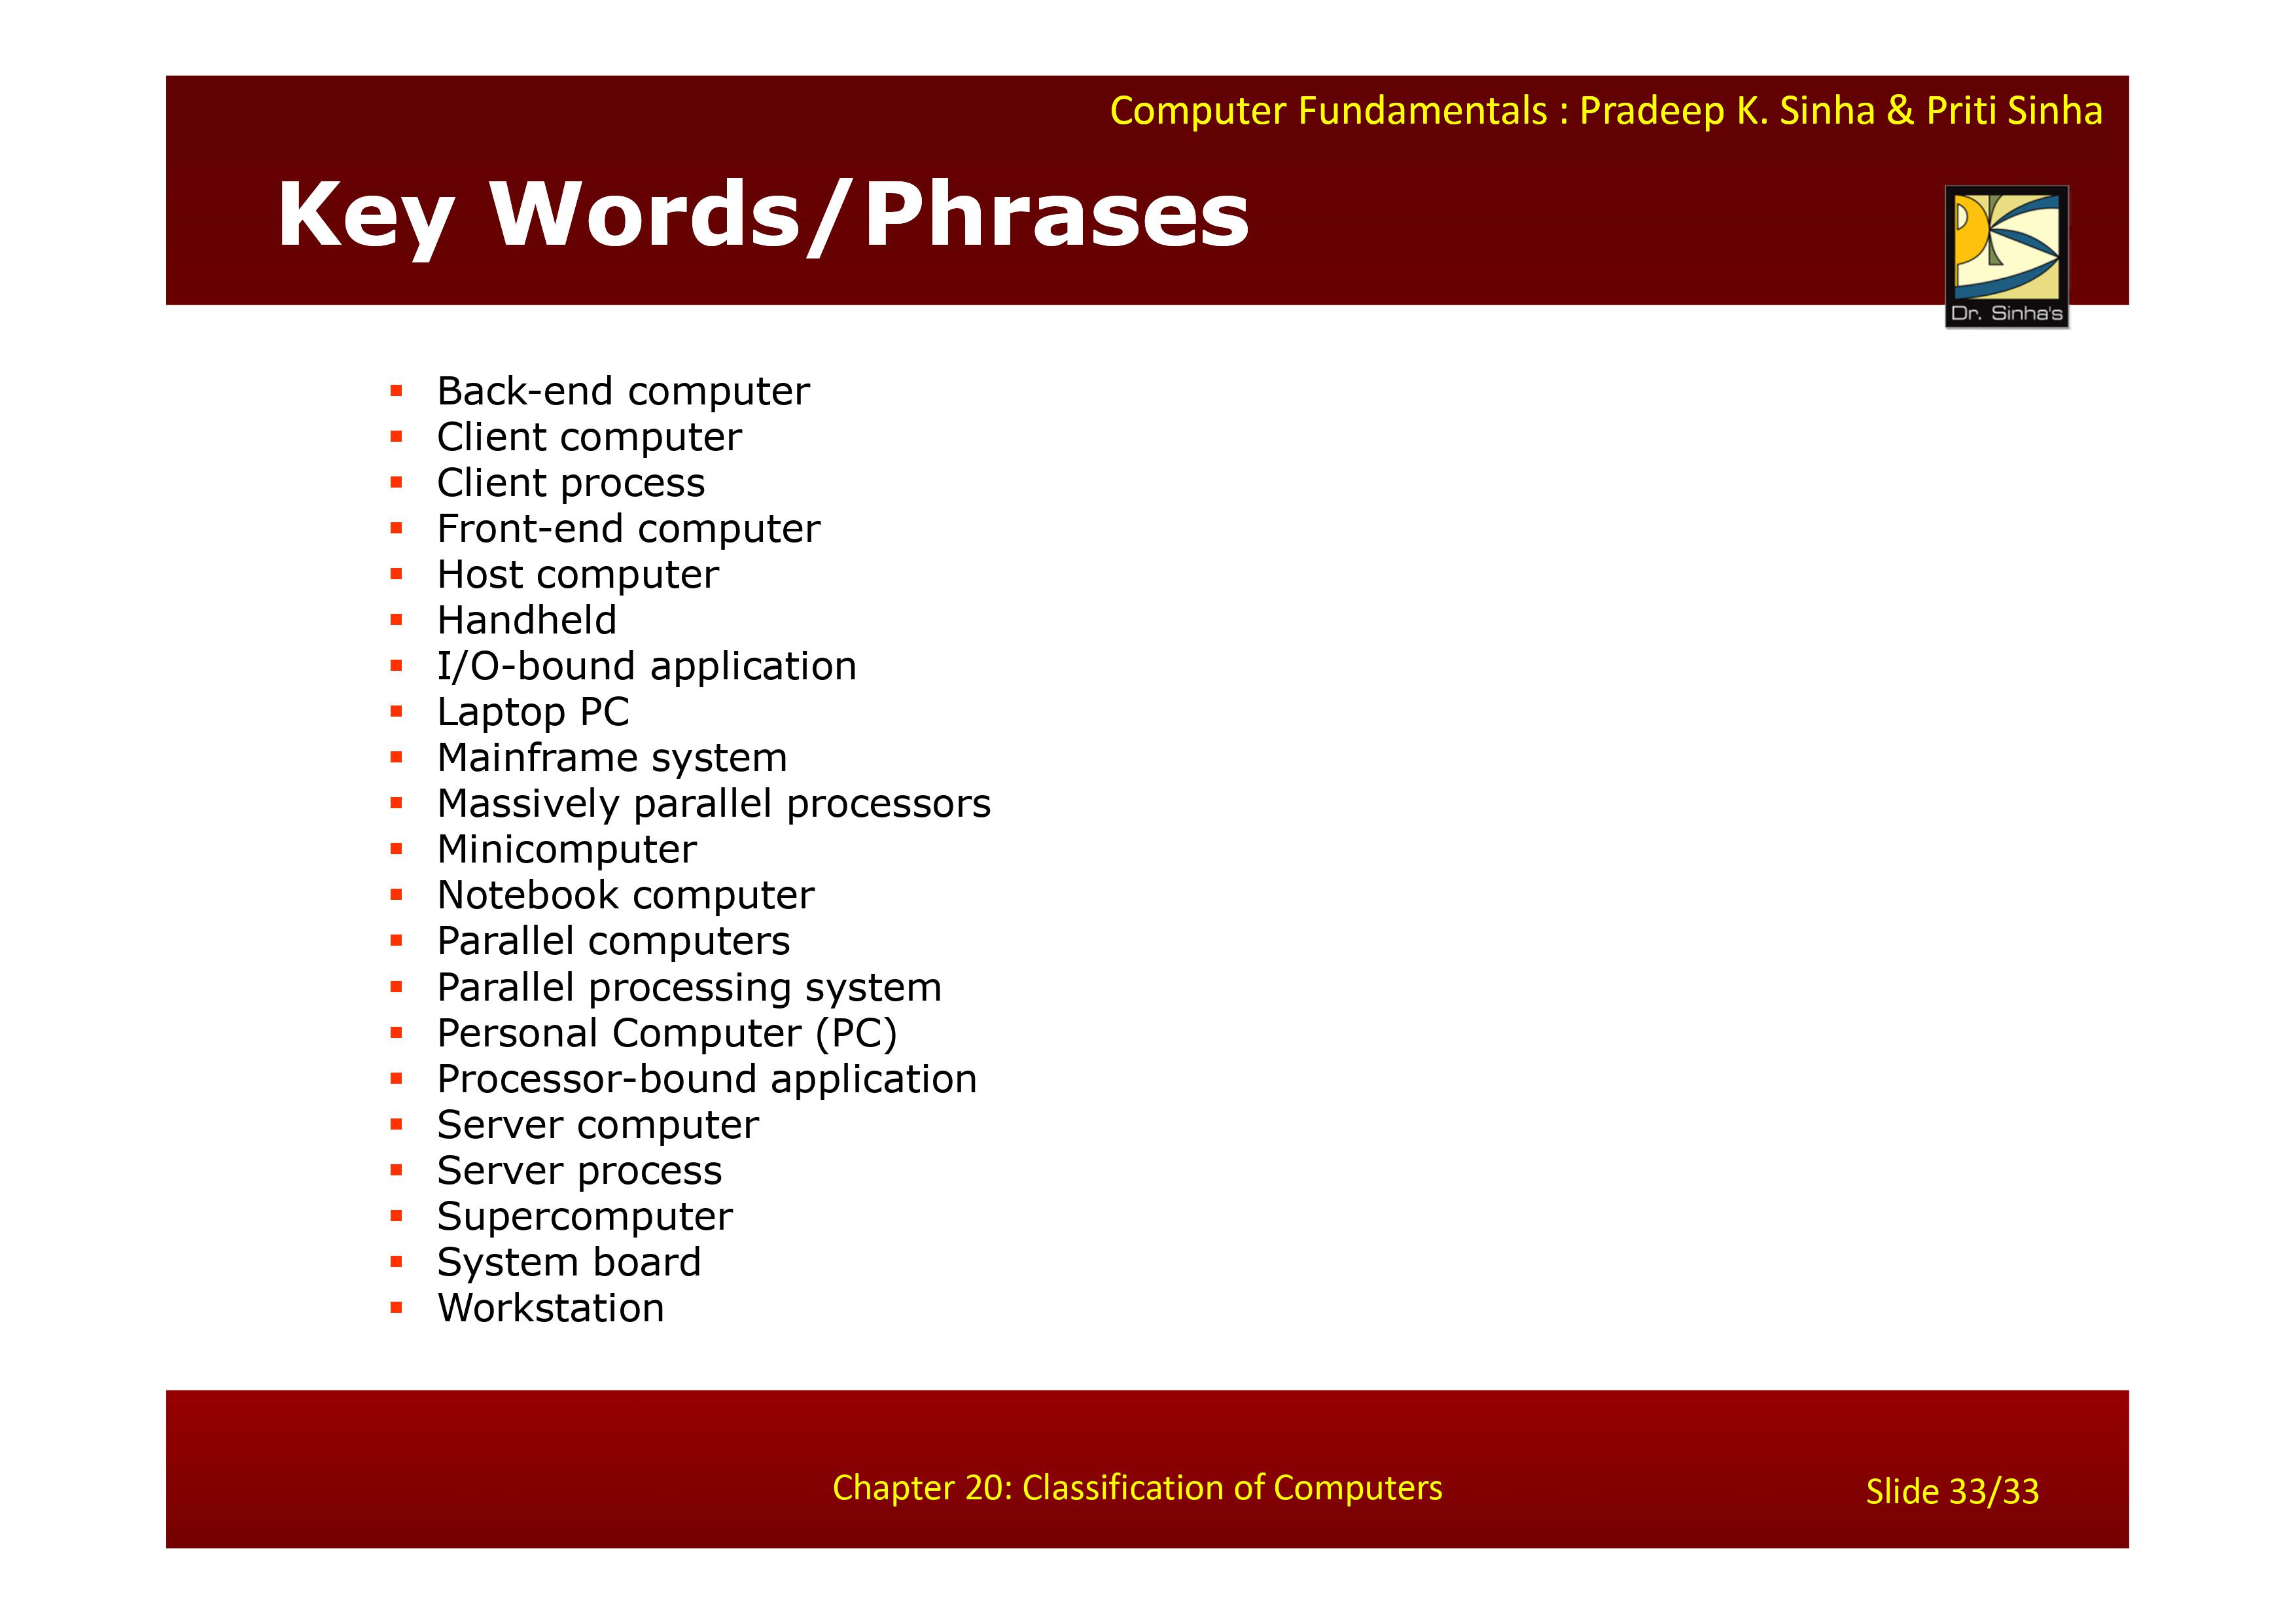 Computer Fundamentals : Pradeep K. Sinha & Priti Sinha
Key Words/Phrases
Dr. Sinha's
▪ Back-end computer
▪ Client computer
▪ Client process
▪ Front-end computer
▪ Host computer
▪ Handheld
▪ I/O-bound application
▪ Laptop PC
▪ Mainframe system
▪ Massively parallel processors
▪ Minicomputer
▪ Notebook computer
▪ Parallel computers
▪ Parallel processing system
▪ Personal Computer (PC)
▪ Processor-bound application
▪ Server computer
▪ Server process
▪ Supercomputer
▪ System board
▪ Workstation
Chapter 20: Classification of Computers
Slide 33/33